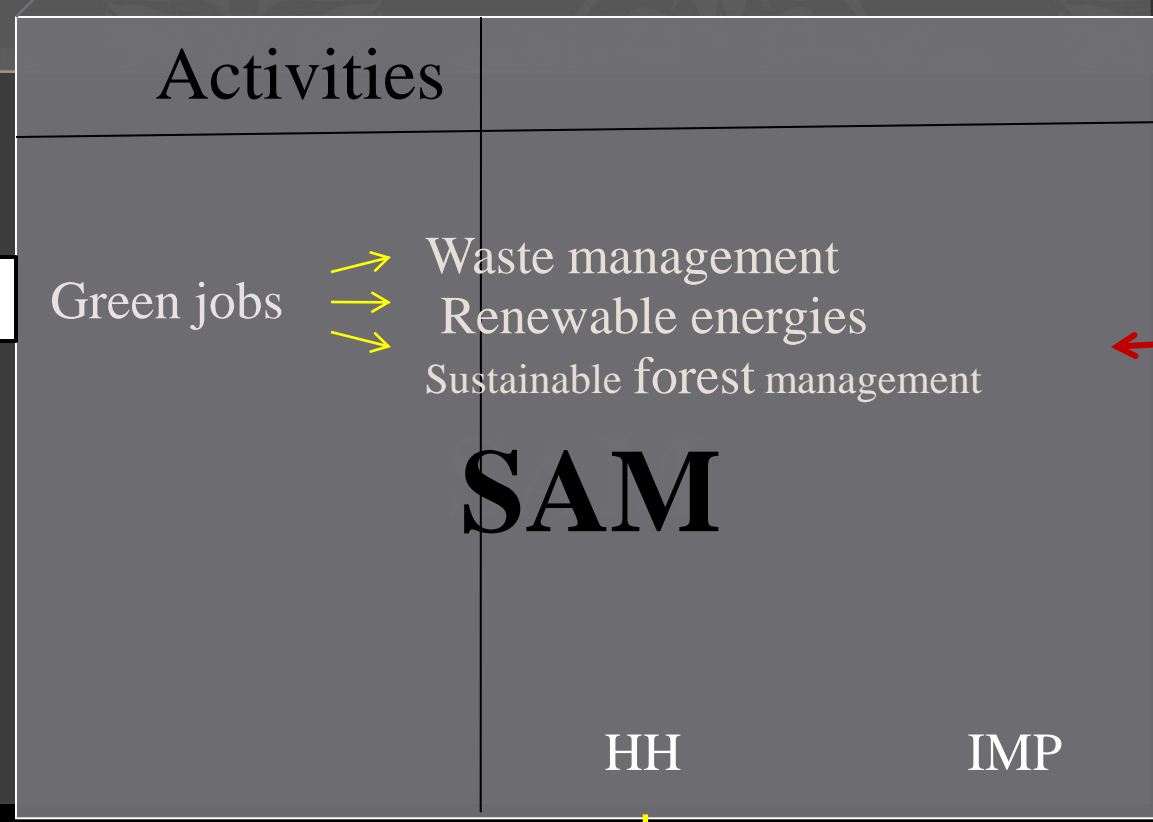 Activities
Waste management
Green jobs
Renewable energies
Sustainable forest management
SAM
HH IMP